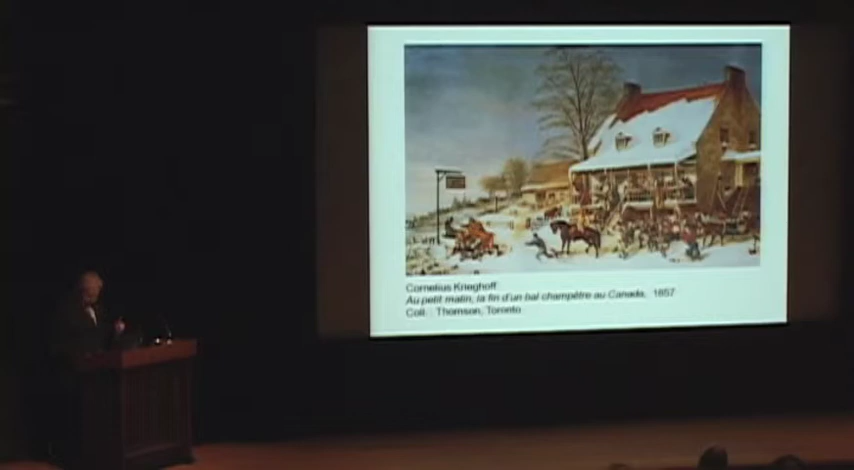 Cornelius Krieghoff
Au petit matin, la fin d'un bal champêtre au Canada, 1857
Coll. Thomson, Toronto